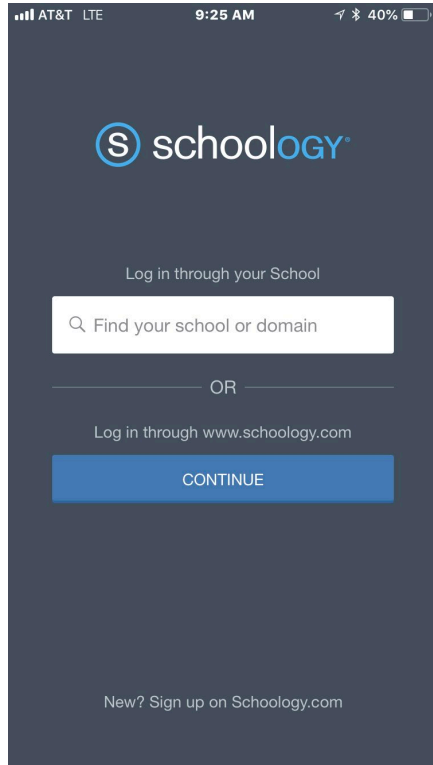 AT&T LTE 9:25 AM 40%
S schoology®
Log in through your School
Find your school or domain
OR
Log in through www.schoology.com
CONTINUE
New? Sign up on Schoology.com